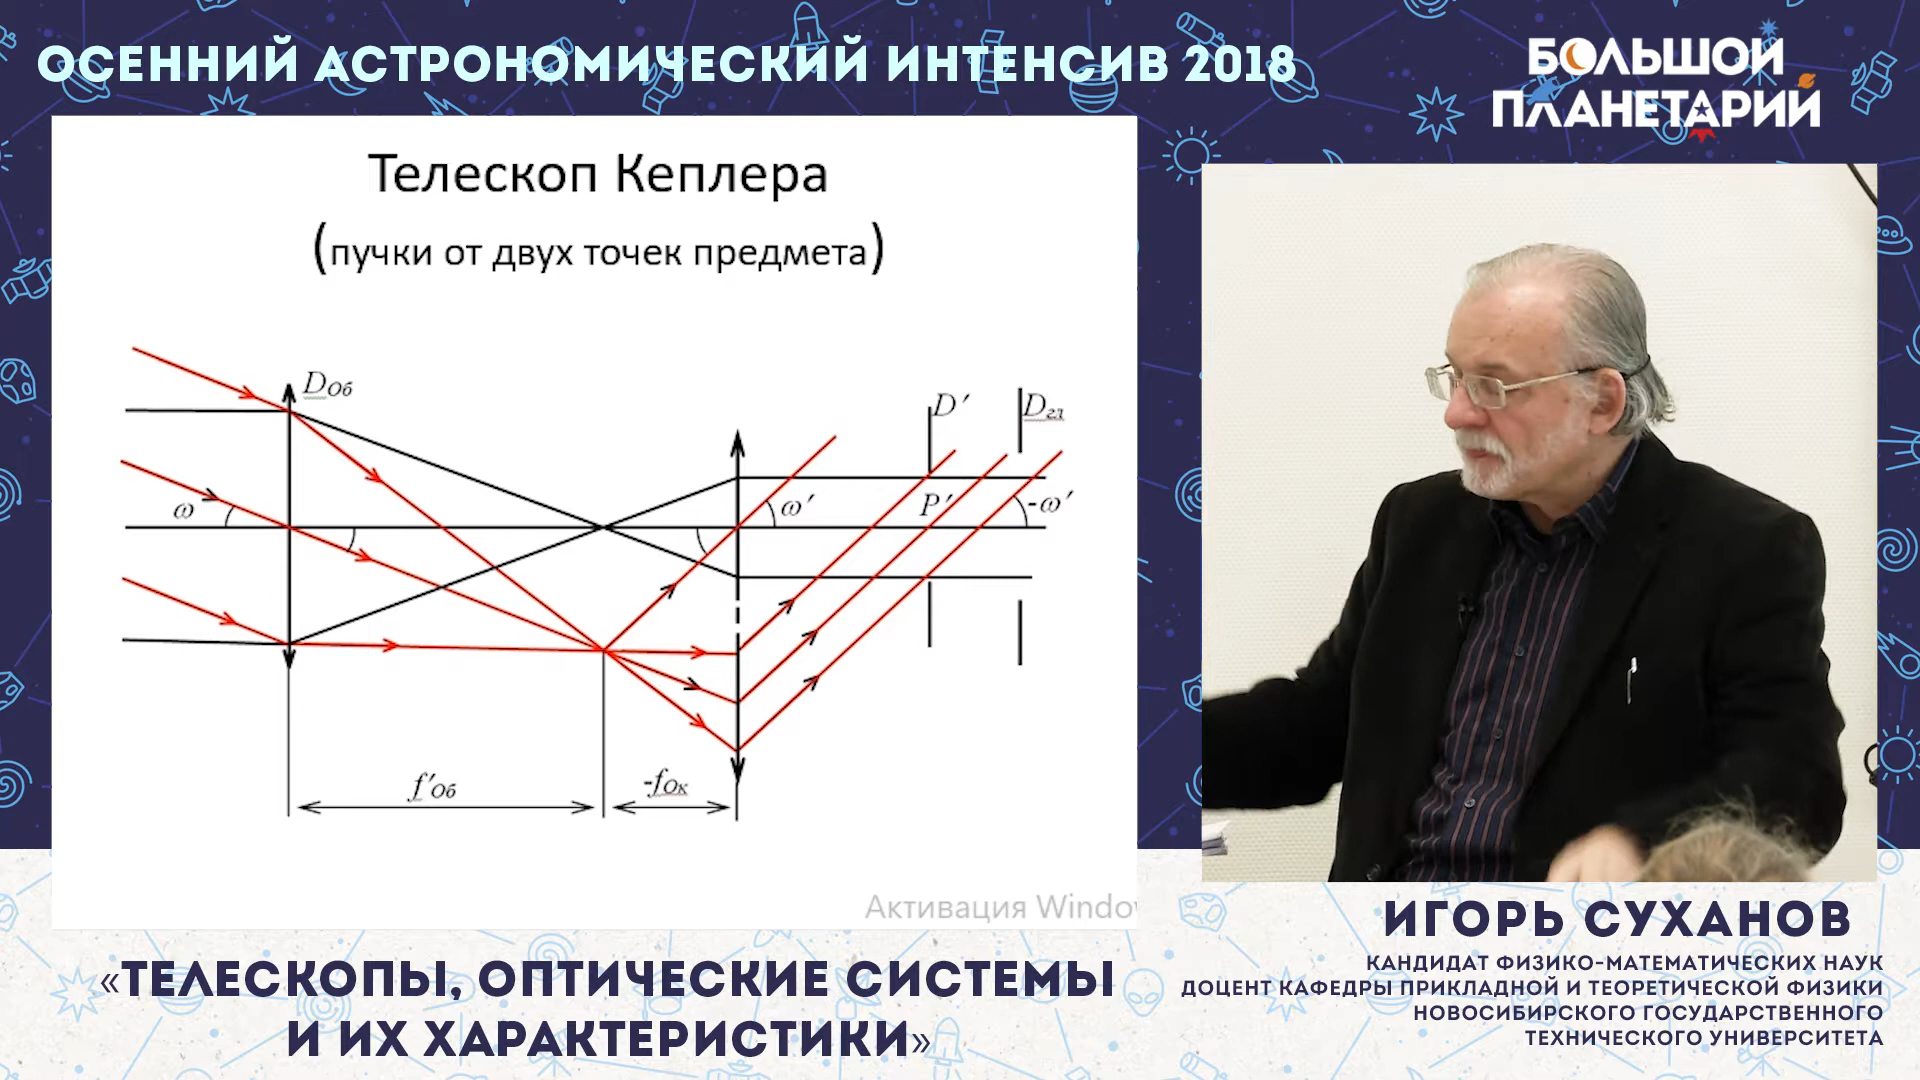 ОСЕННИЙ АСТРОНОМИЧЕСКИЙ ИНТЕНСИВ 2018
БОЛЬШОЙ
ПЛАНЕТАРИЙ
Телескоп Кеплера
(пучки от двух точек предмета)
Dоб
D′
Dгл
ω
ω′
P′
-ω′
f′Об
-fОк
Активация Windo
ИГОРЬ СУХАНОВ
КАНДИДАТ ФИЗИКО-МАТЕМАТИЧЕСКИХ НАУК
ДОЦЕНТ КАФЕДРЫ ПРИКЛАДНОЙ И ТЕОРЕТИЧЕСКОЙ ФИЗИКИ
НОВОСИБИРСКОГО ГОСУДАРСТВЕННОГО
ТЕХНИЧЕСКОГО УНИВЕРСИТЕТА
«ТЕЛЕСКОПЫ, ОПТИЧЕСКИЕ СИСТЕМЫ
И ИХ ХАРАКТЕРИСТИКИ»